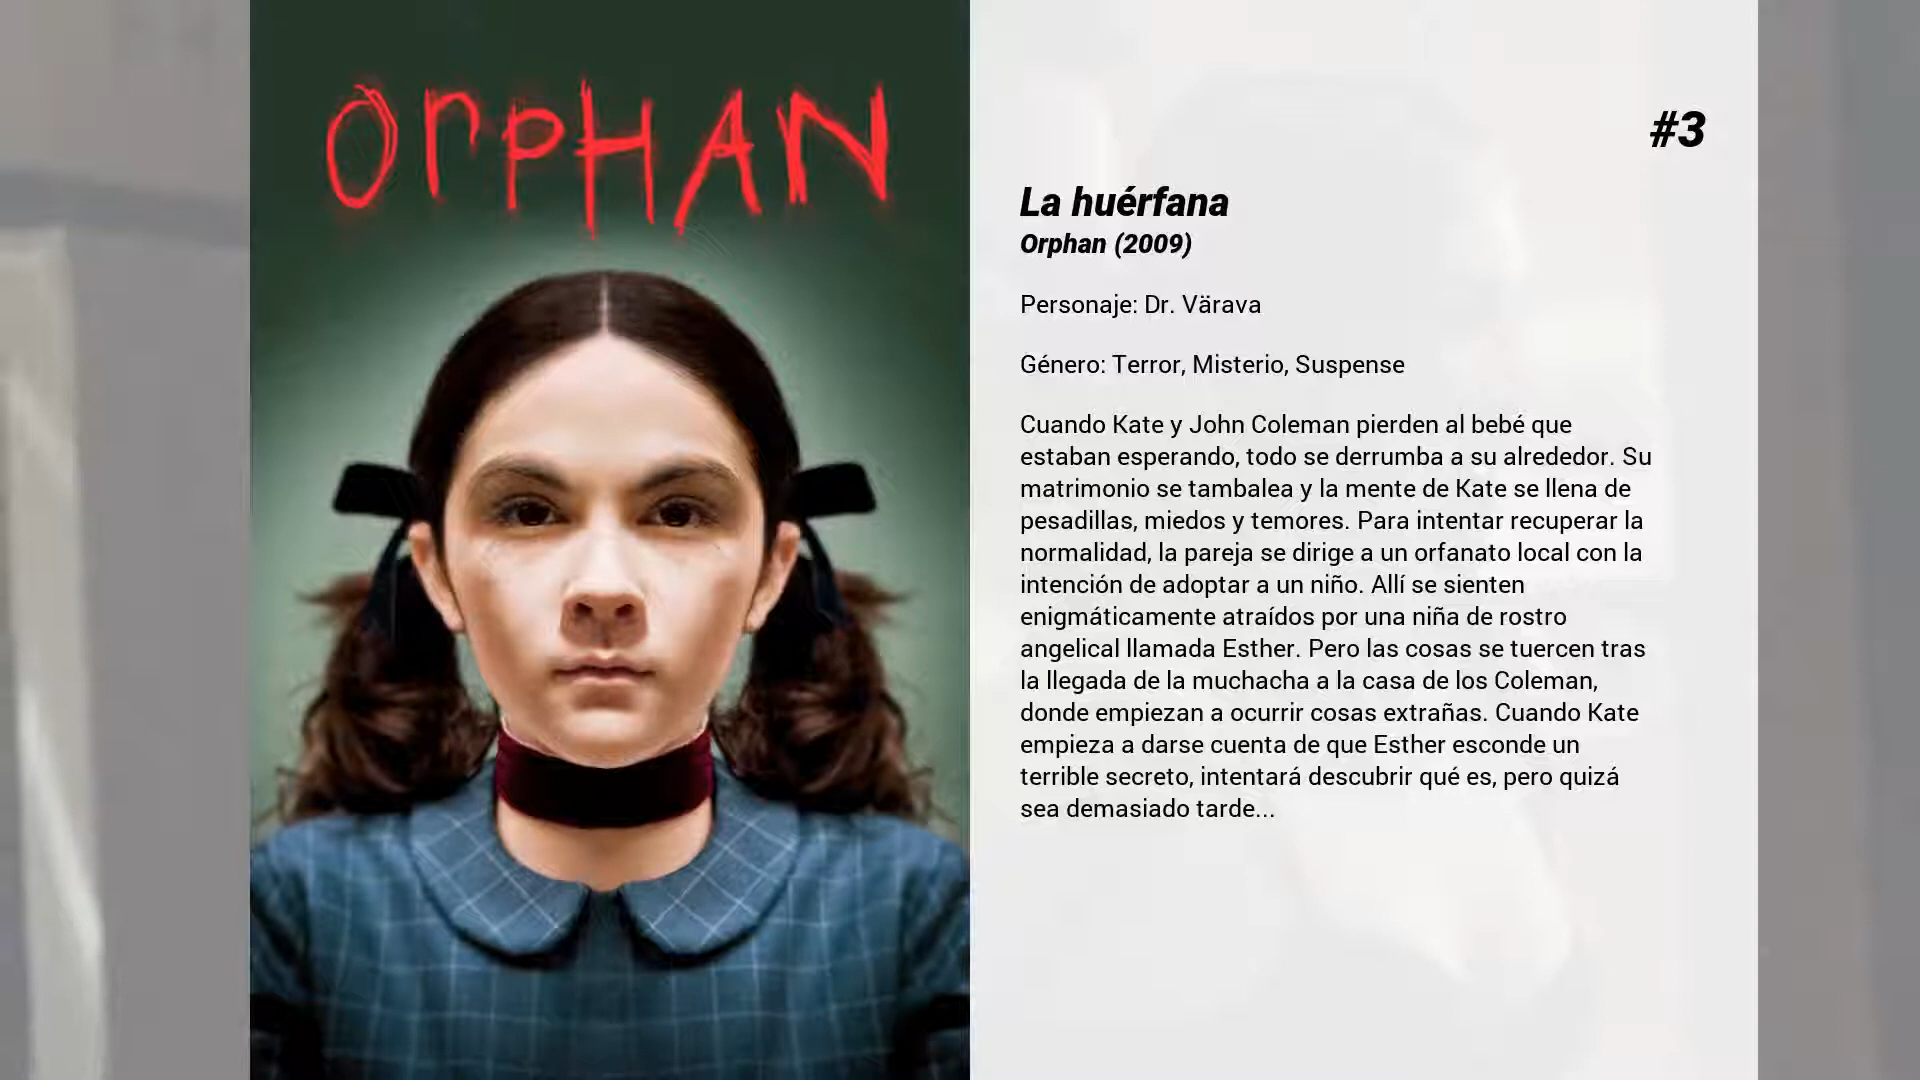 OrPHAN
#3
La huérfana
Orphan (2009)
Personaje: Dr. Värava
Género: Terror, Misterio, Suspense
Cuando Kate y John Coleman pierden al bebé que
estaban esperando, todo se derrumba a su alrededor. Su
matrimonio se tambalea y la mente de Kate se llena de
pesadillas, miedos y temores. Para intentar recuperar la
normalidad, la pareja se dirige a un orfanato local con la
intención de adoptar a un niño. Allí se sienten
enigmáticamente atraídos por una niña de rostro
angelical llamada Esther. Pero las cosas se tuercen tras
la llegada de la muchacha a la casa de los Coleman,
donde empiezan a ocurrir cosas extrañas. Cuando Kate
empieza a darse cuenta de que Esther esconde un
terrible secreto, intentará descubrir qué es, pero quizá
sea demasiado tarde...